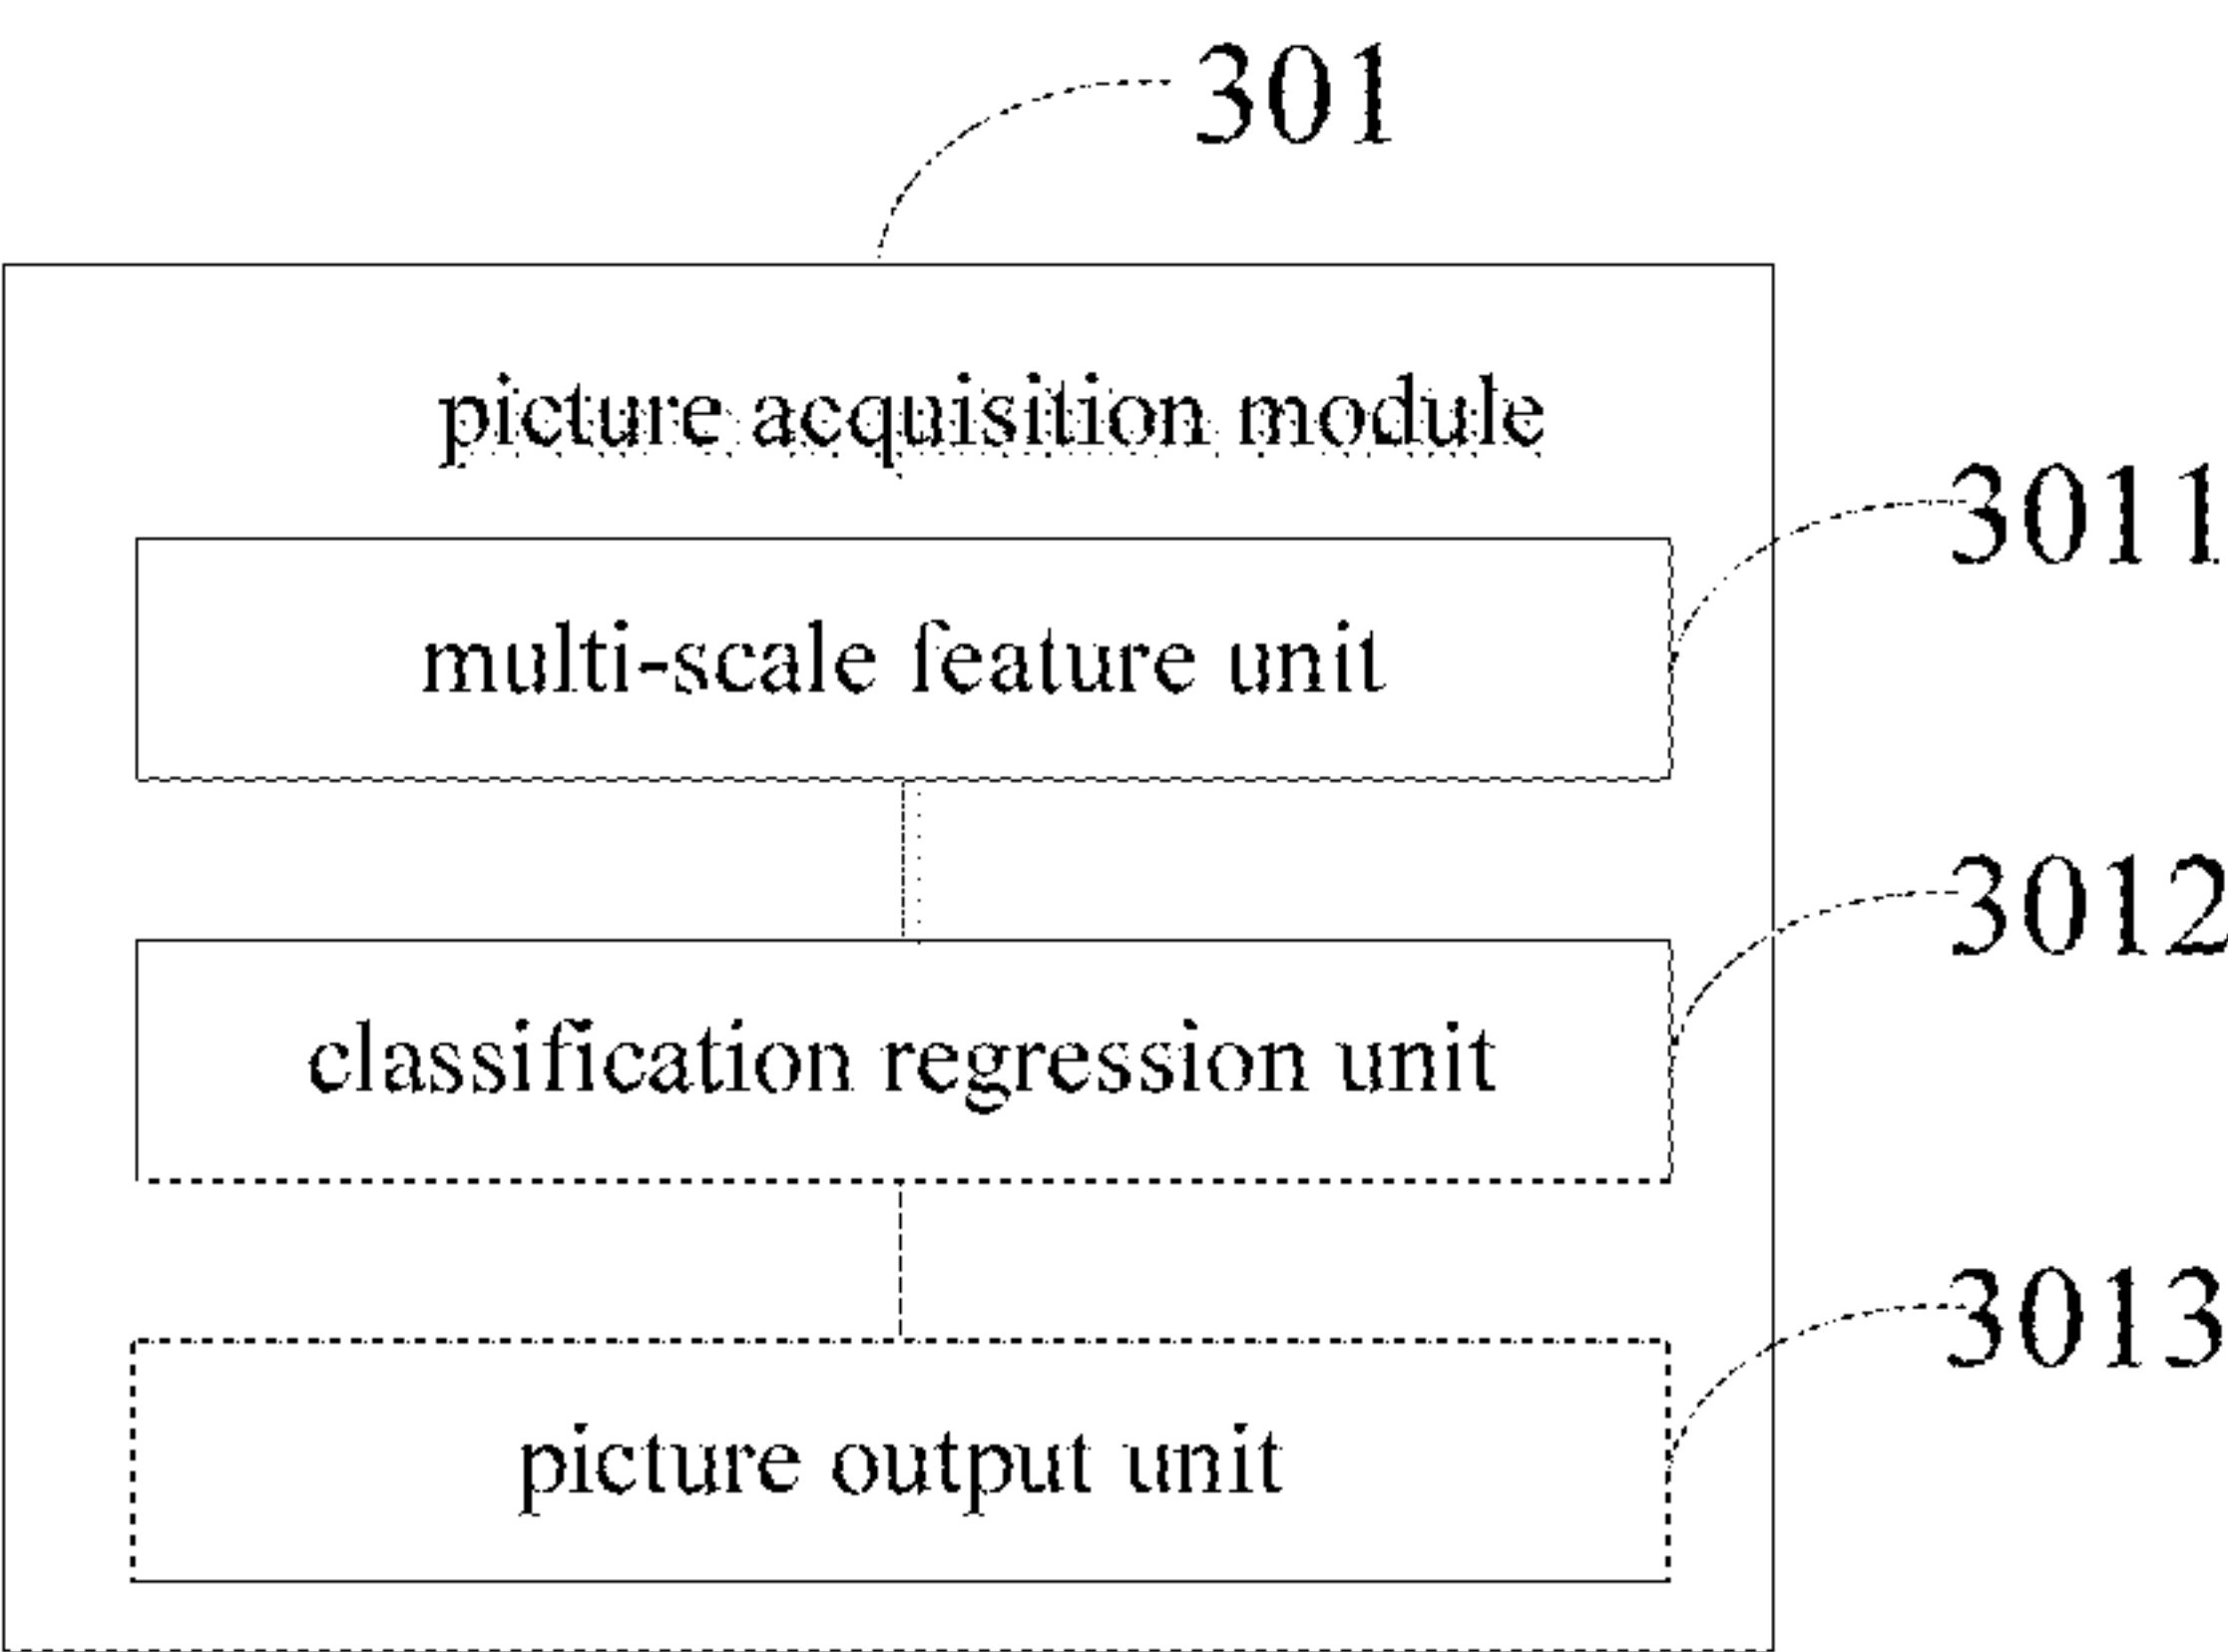 301
picture acquisition module
3011
multi-scale feature unit
3012
classification regression unit
3013
picture output unit